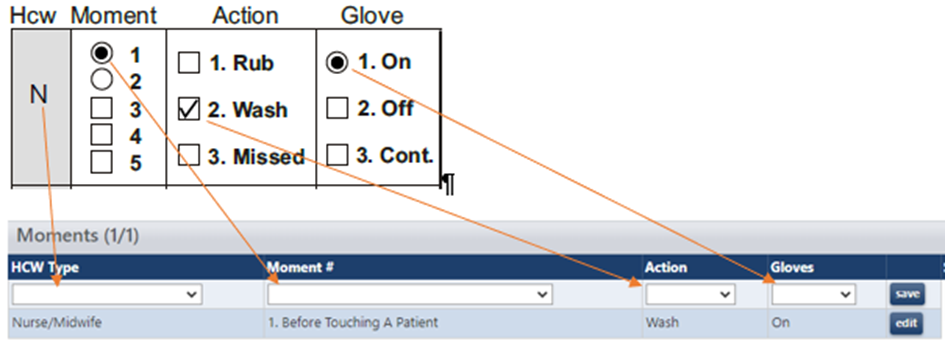 Hcw Moment Action Glove
N
1
2
3
4
5
1. Rub
2. Wash
3. Missed
1. On
2. Off
3. Cont.
¶
Moments (1/1)
HCW Type Moment # Action Gloves
save
Nurse/Midwife 1. Before Touching A Patient Wash On edit